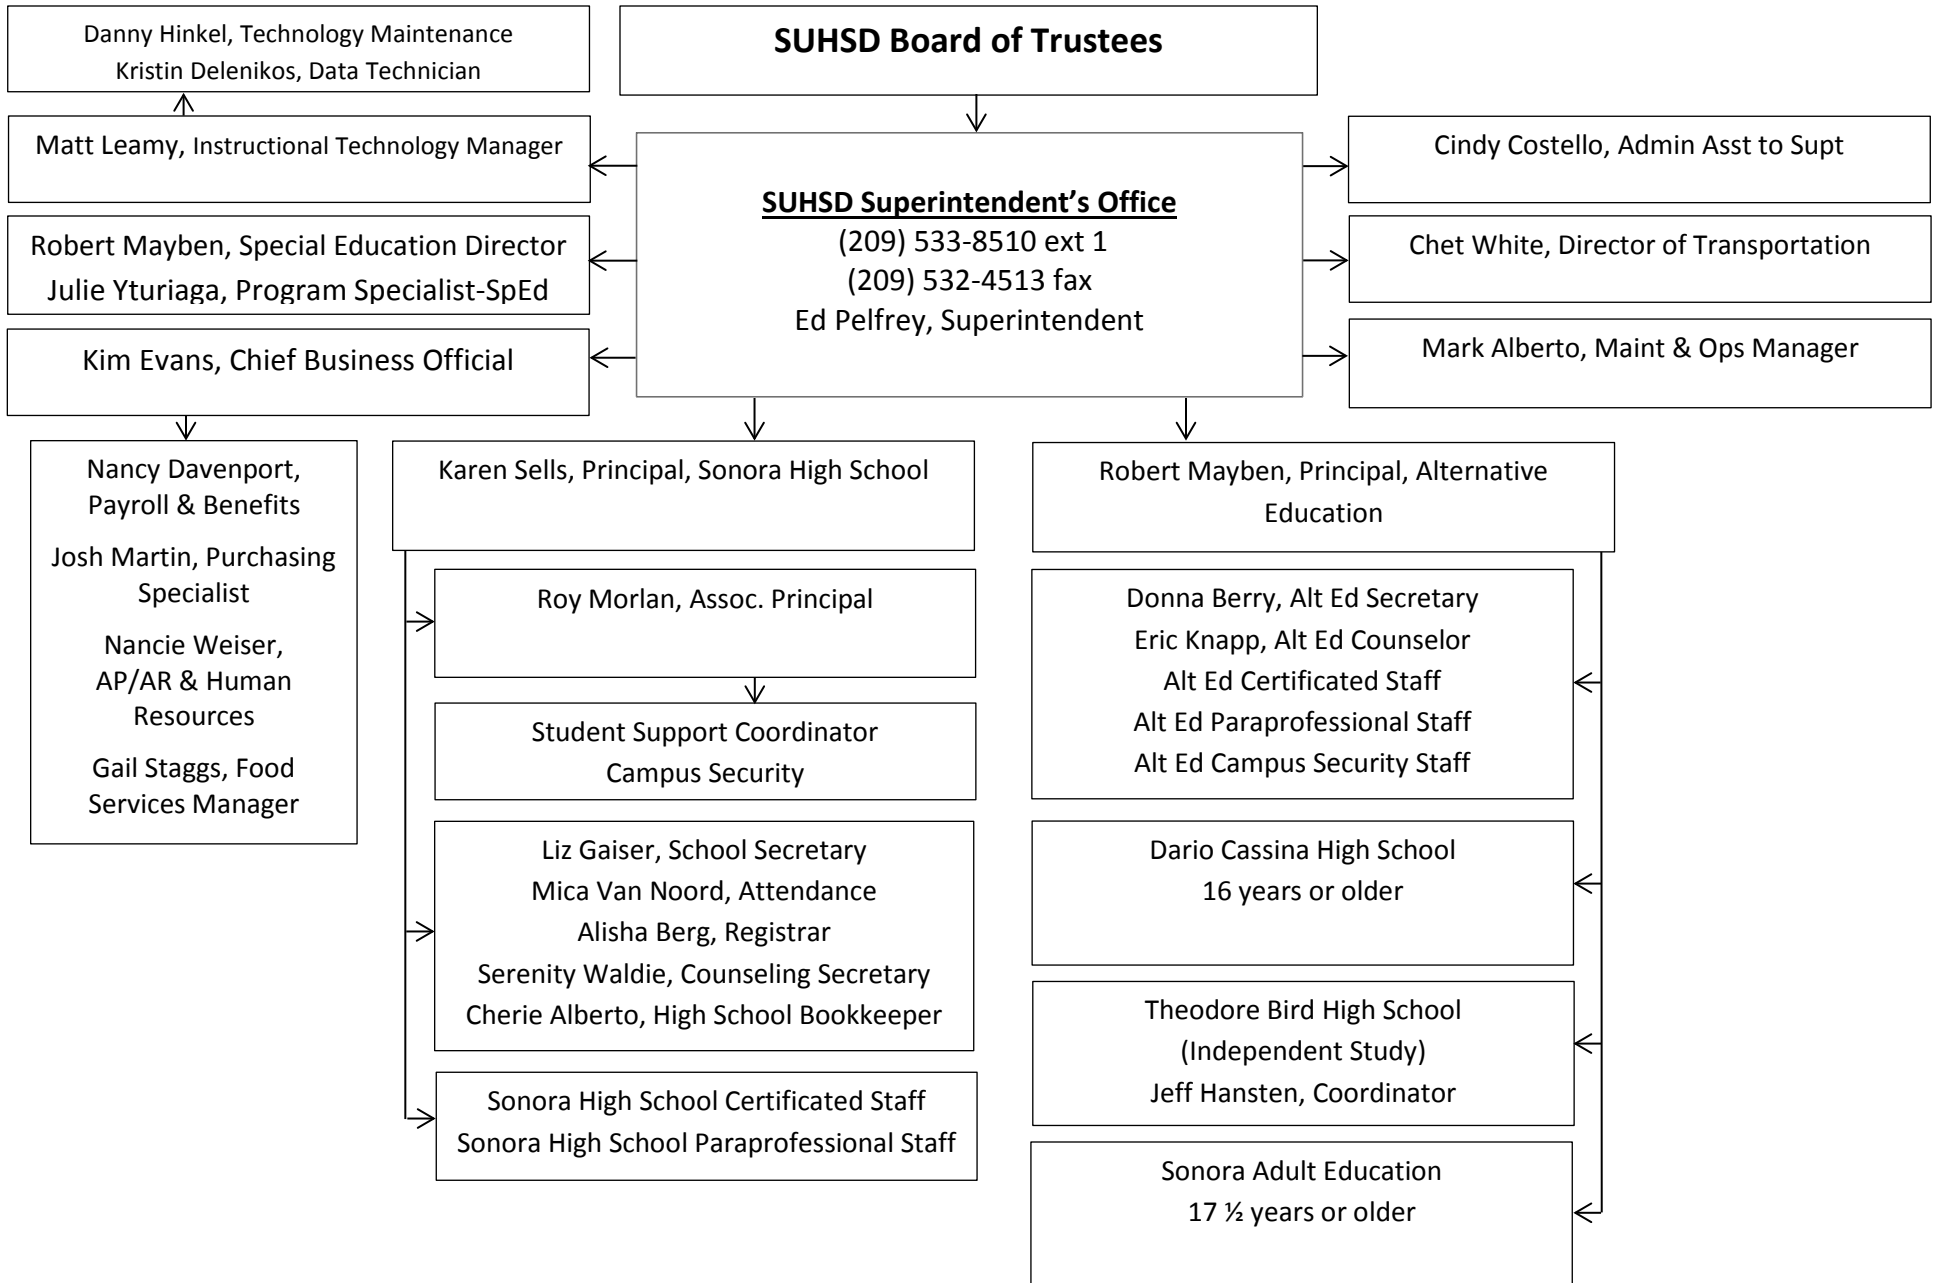 Danny Hinkel, Technology Maintenance
Kristin Delenikos, Data Technician
SUHSD Board of Trustees
Matt Leamy, Instructional Technology Manager
Robert Mayben, Special Education Director
Julie Yturiaga, Program Specialist-SpEd
Kim Evans, Chief Business Official
SUHSD Superintendent’s Office
(209) 533-8510 ext 1
(209) 532-4513 fax
Ed Pelfrey, Superintendent
Cindy Costello, Admin Asst to Supt
Chet White, Director of Transportation
Mark Alberto, Maint & Ops Manager
Nancy Davenport,
Payroll & Benefits
Josh Martin, Purchasing
Specialist
Nancie Weiser,
AP/AR & Human
Resources
Gail Staggs, Food
Services Manager
Karen Sells, Principal, Sonora High School
Roy Morlan, Assoc. Principal
Student Support Coordinator
Campus Security
Liz Gaiser, School Secretary
Mica Van Noord, Attendance
Alisha Berg, Registrar
Serenity Waldie, Counseling Secretary
Cherie Alberto, High School Bookkeeper
Sonora High School Certificated Staff
Sonora High School Paraprofessional Staff
Robert Mayben, Principal, Alternative
Education
Donna Berry, Alt Ed Secretary
Eric Knapp, Alt Ed Counselor
Alt Ed Certificated Staff
Alt Ed Paraprofessional Staff
Alt Ed Campus Security Staff
Dario Cassina High School
16 years or older
Theodore Bird High School
(Independent Study)
Jeff Hansten, Coordinator
Sonora Adult Education
17 ½ years or older